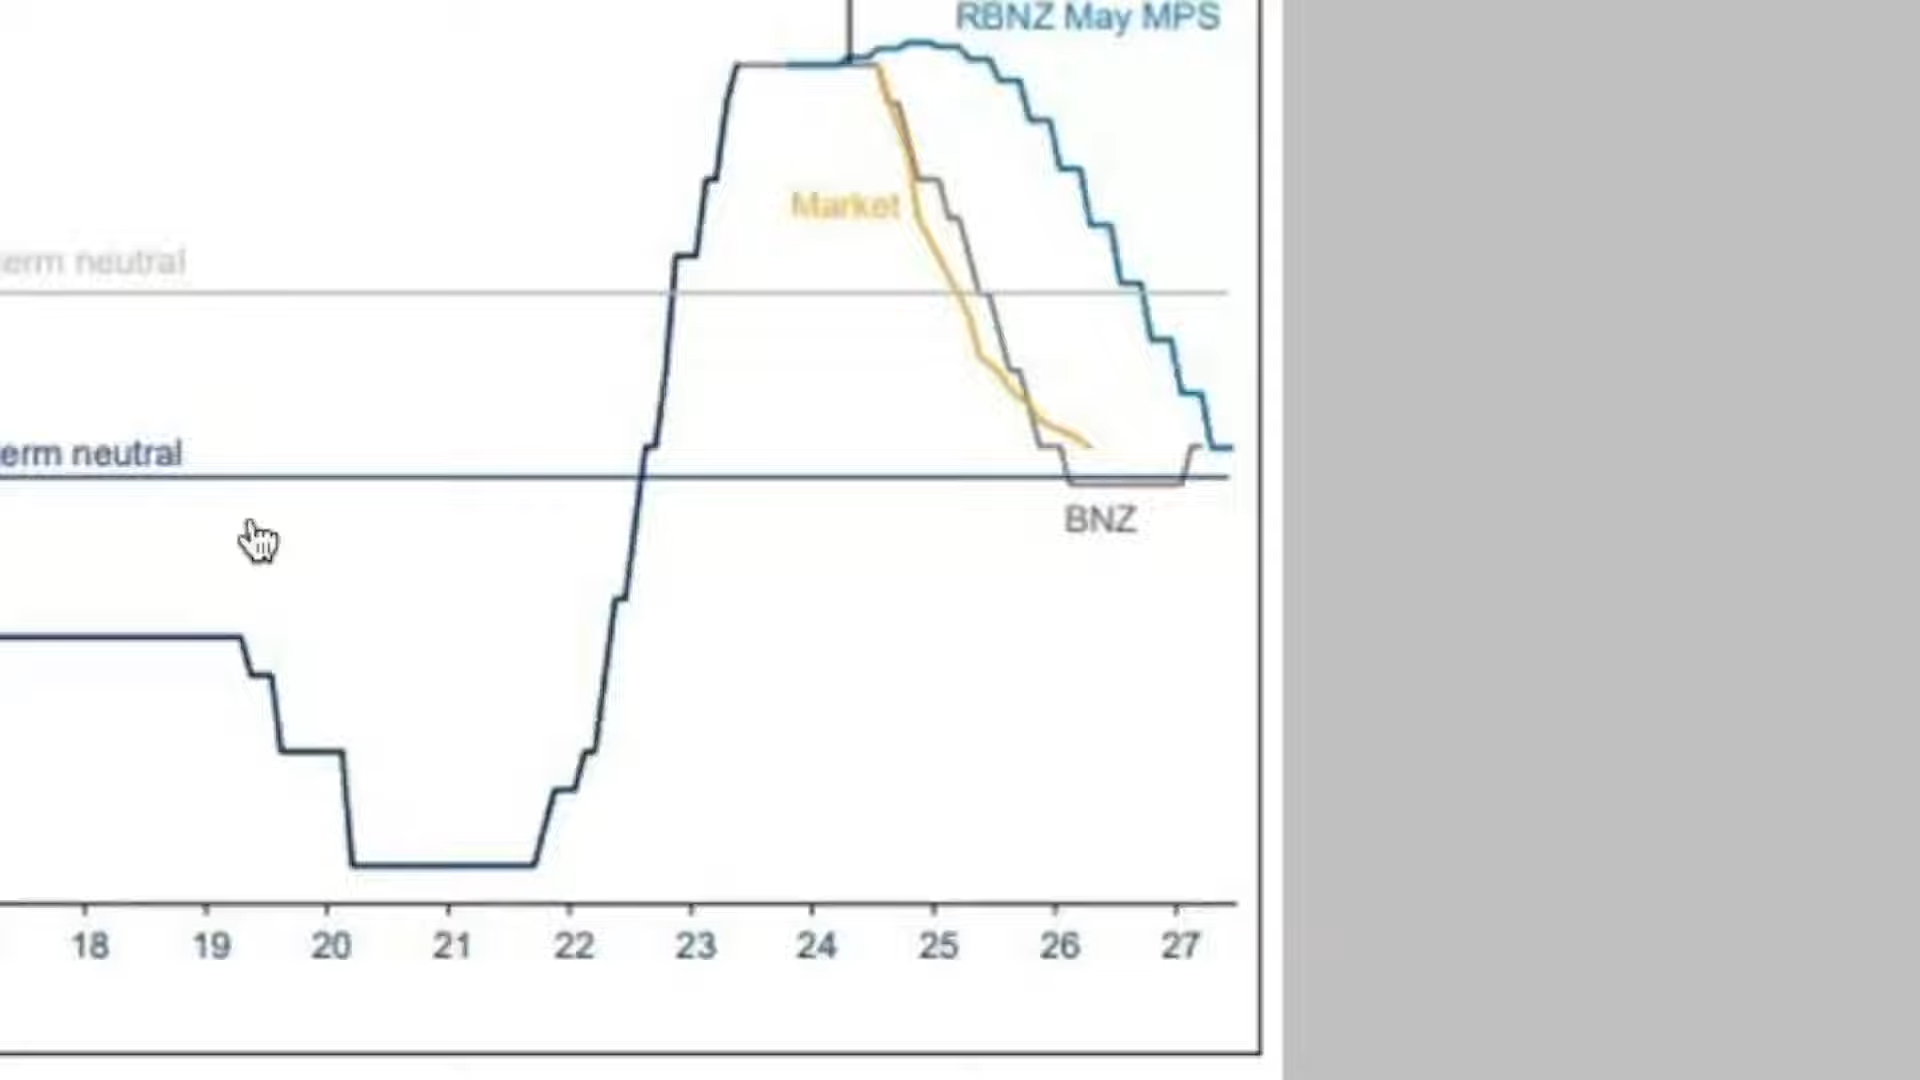 RBNZ May MPS
Market
erm neutral
erm neutral
BNZ
18 19 20 21 22 23 24 25 26 27